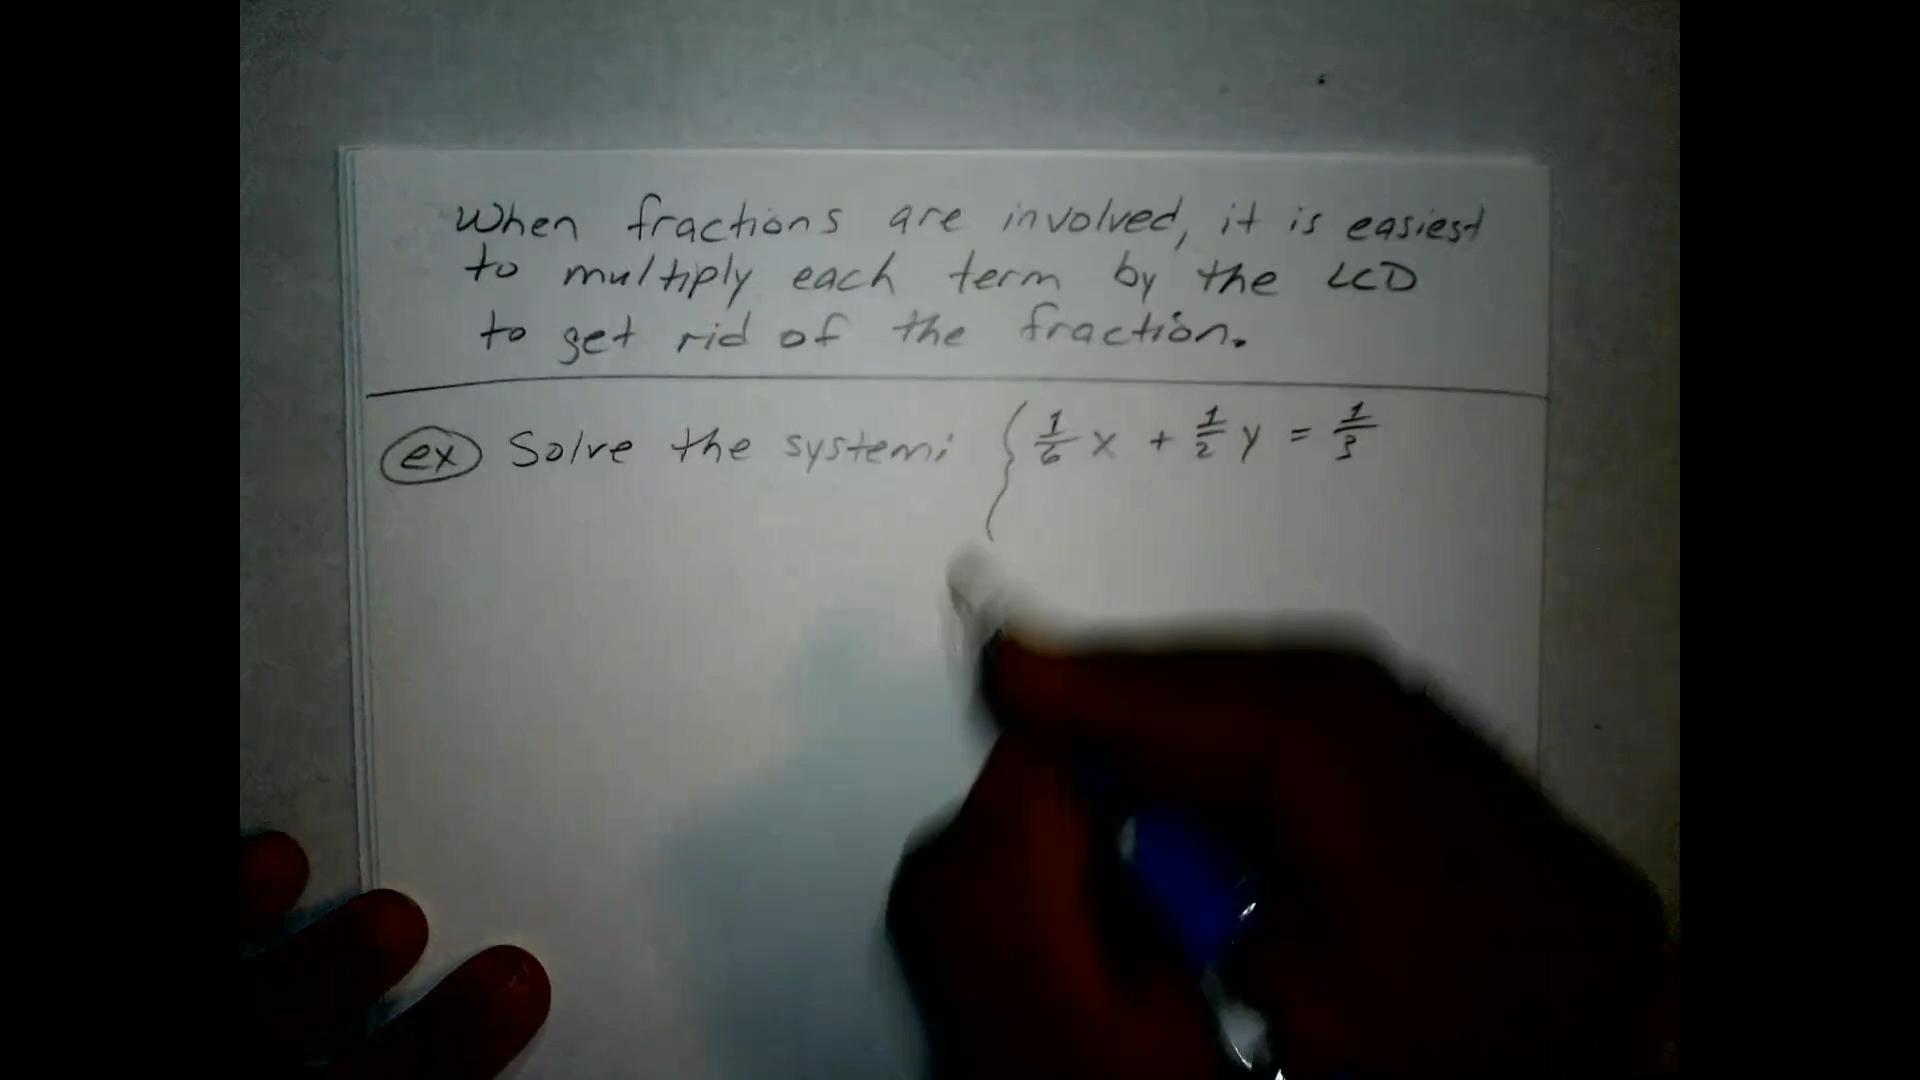 When fractions are involved, it is easiest
to multiply each term by the LCD
to get rid of the fraction.
ex Solve the system: { 1/6 x + 1/2 y = 1/3